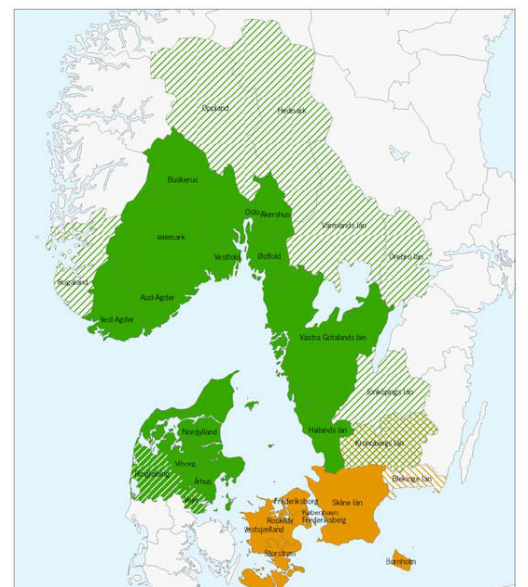 Oppland
Hedmark
Buskerud
Oslo
Akershus
Telemark
Värmlands län
Vestfold
Østfold
Örebro län
Rogaland
Aust-Agder
Vest-Agder
Västra Götalands län
Jönköpings län
Nordjylland
Hallands län
Kronobergs län
Viborg
Ringkøbing
Århus
Blekinge län
Frederiksborg
Skåne län
København
Roskilde
Frederiksberg
Vestsjælland
Storstrøm
Bornholm